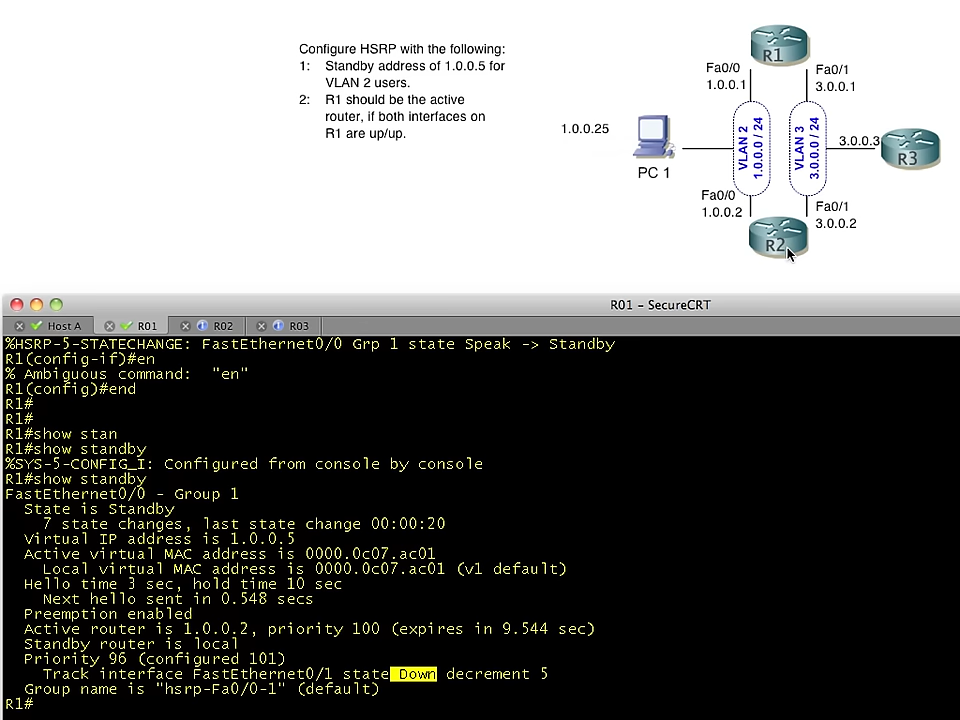 Configure HSRP with the following:
1: Standby address of 1.0.0.5 for
VLAN 2 users.
2: R1 should be the active
router, if both interfaces on
R1 are up/up.
R1
Fa0/0
1.0.0.1
Fa0/1
3.0.0.1
1.0.0.25
PC 1
VLAN 2
1.0.0.0 / 24
VLAN 3
3.0.0.0 / 24
3.0.0.3
R3
Fa0/0
1.0.0.2
Fa0/1
3.0.0.2
R2
R01 – SecureCRT
Host A R01 R02 R03
%HSRP-5-STATECHANGE: FastEthernet0/0 Grp 1 state Speak -> Standby
R1(config-if)#en
% Ambiguous command:  "en"
R1(config)#end
R1#
R1#
R1#show stan
R1#show standby
%SYS-5-CONFIG_I: Configured from console by console
R1#show standby
FastEthernet0/0 - Group 1
State is Standby
7 state changes, last state change 00:00:20
Virtual IP address is 1.0.0.5
Active virtual MAC address is 0000.0c07.ac01
Local virtual MAC address is 0000.0c07.ac01 (v1 default)
Hello time 3 sec, hold time 10 sec
Next hello sent in 0.548 secs
Preemption enabled
Active router is 1.0.0.2, priority 100 (expires in 9.544 sec)
Standby router is local
Priority 96 (configured 101)
Track interface FastEthernet0/1 state Down decrement 5
Group name is "hsrp-Fa0/0-1" (default)
R1#